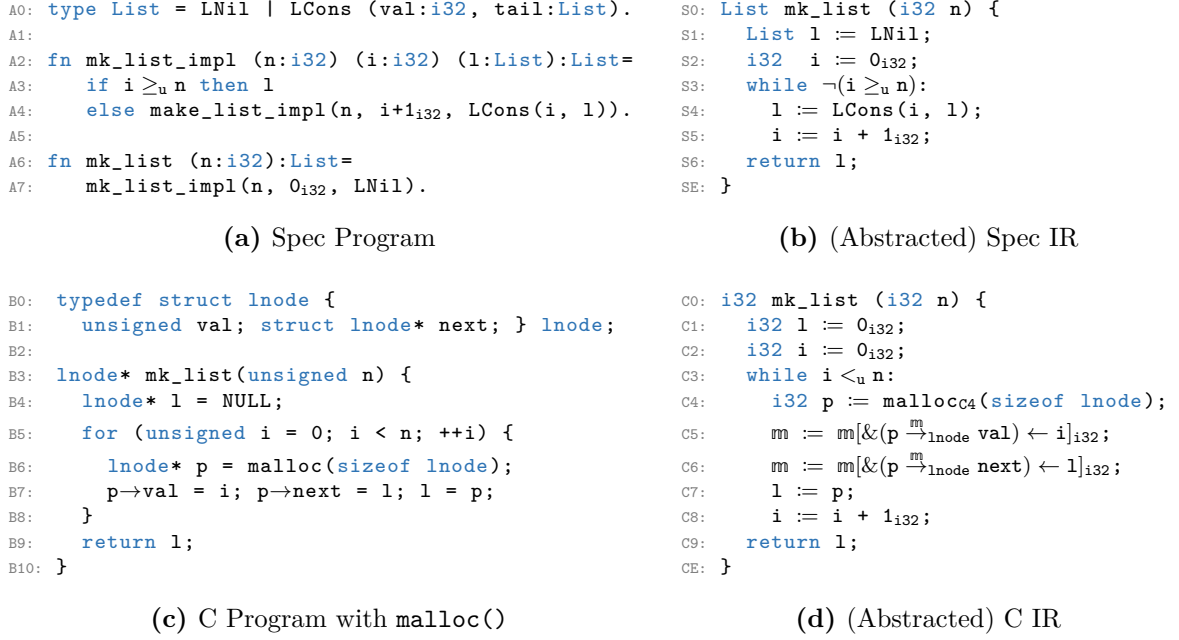 A0: type List = LNil | LCons (val:i32, tail:List).
A1:
A2: fn mk_list_impl (n:i32) (i:i32) (l:List):List=
A3: if i ≥u n then l
A4: else make_list_impl(n, i+1i32, LCons(i, l)).
A5:
A6: fn mk_list (n:i32):List=
A7: mk_list_impl(n, 0i32, LNil).
(a) Spec Program
S0: List mk_list (i32 n) {
S1: List l := LNil;
S2: i32 i := 0i32;
S3: while ¬(i ≥u n):
S4: l := LCons(i, l);
S5: i := i + 1i32;
S6: return l;
SE: }
(b) (Abstracted) Spec IR
B0: typedef struct lnode {
B1: unsigned val; struct lnode* next; } lnode;
B2:
B3: lnode* mk_list(unsigned n) {
B4: lnode* l = NULL;
B5: for (unsigned i = 0; i < n; ++i) {
B6: lnode* p = malloc(sizeof lnode);
B7: p→val = i; p→next = l; l = p;
B8: }
B9: return l;
B10: }
(c) C Program with malloc()
C0: i32 mk_list (i32 n) {
C1: i32 l := 0i32;
C2: i32 i := 0i32;
C3: while i <u n:
C4: i32 p := mallocC4(sizeof lnode);
C5: m := m[&(p m→lnode val) ← i]i32;
C6: m := m[&(p m→lnode next) ← l]i32;
C7: l := p;
C8: i := i + 1i32;
C9: return l;
CE: }
(d) (Abstracted) C IR